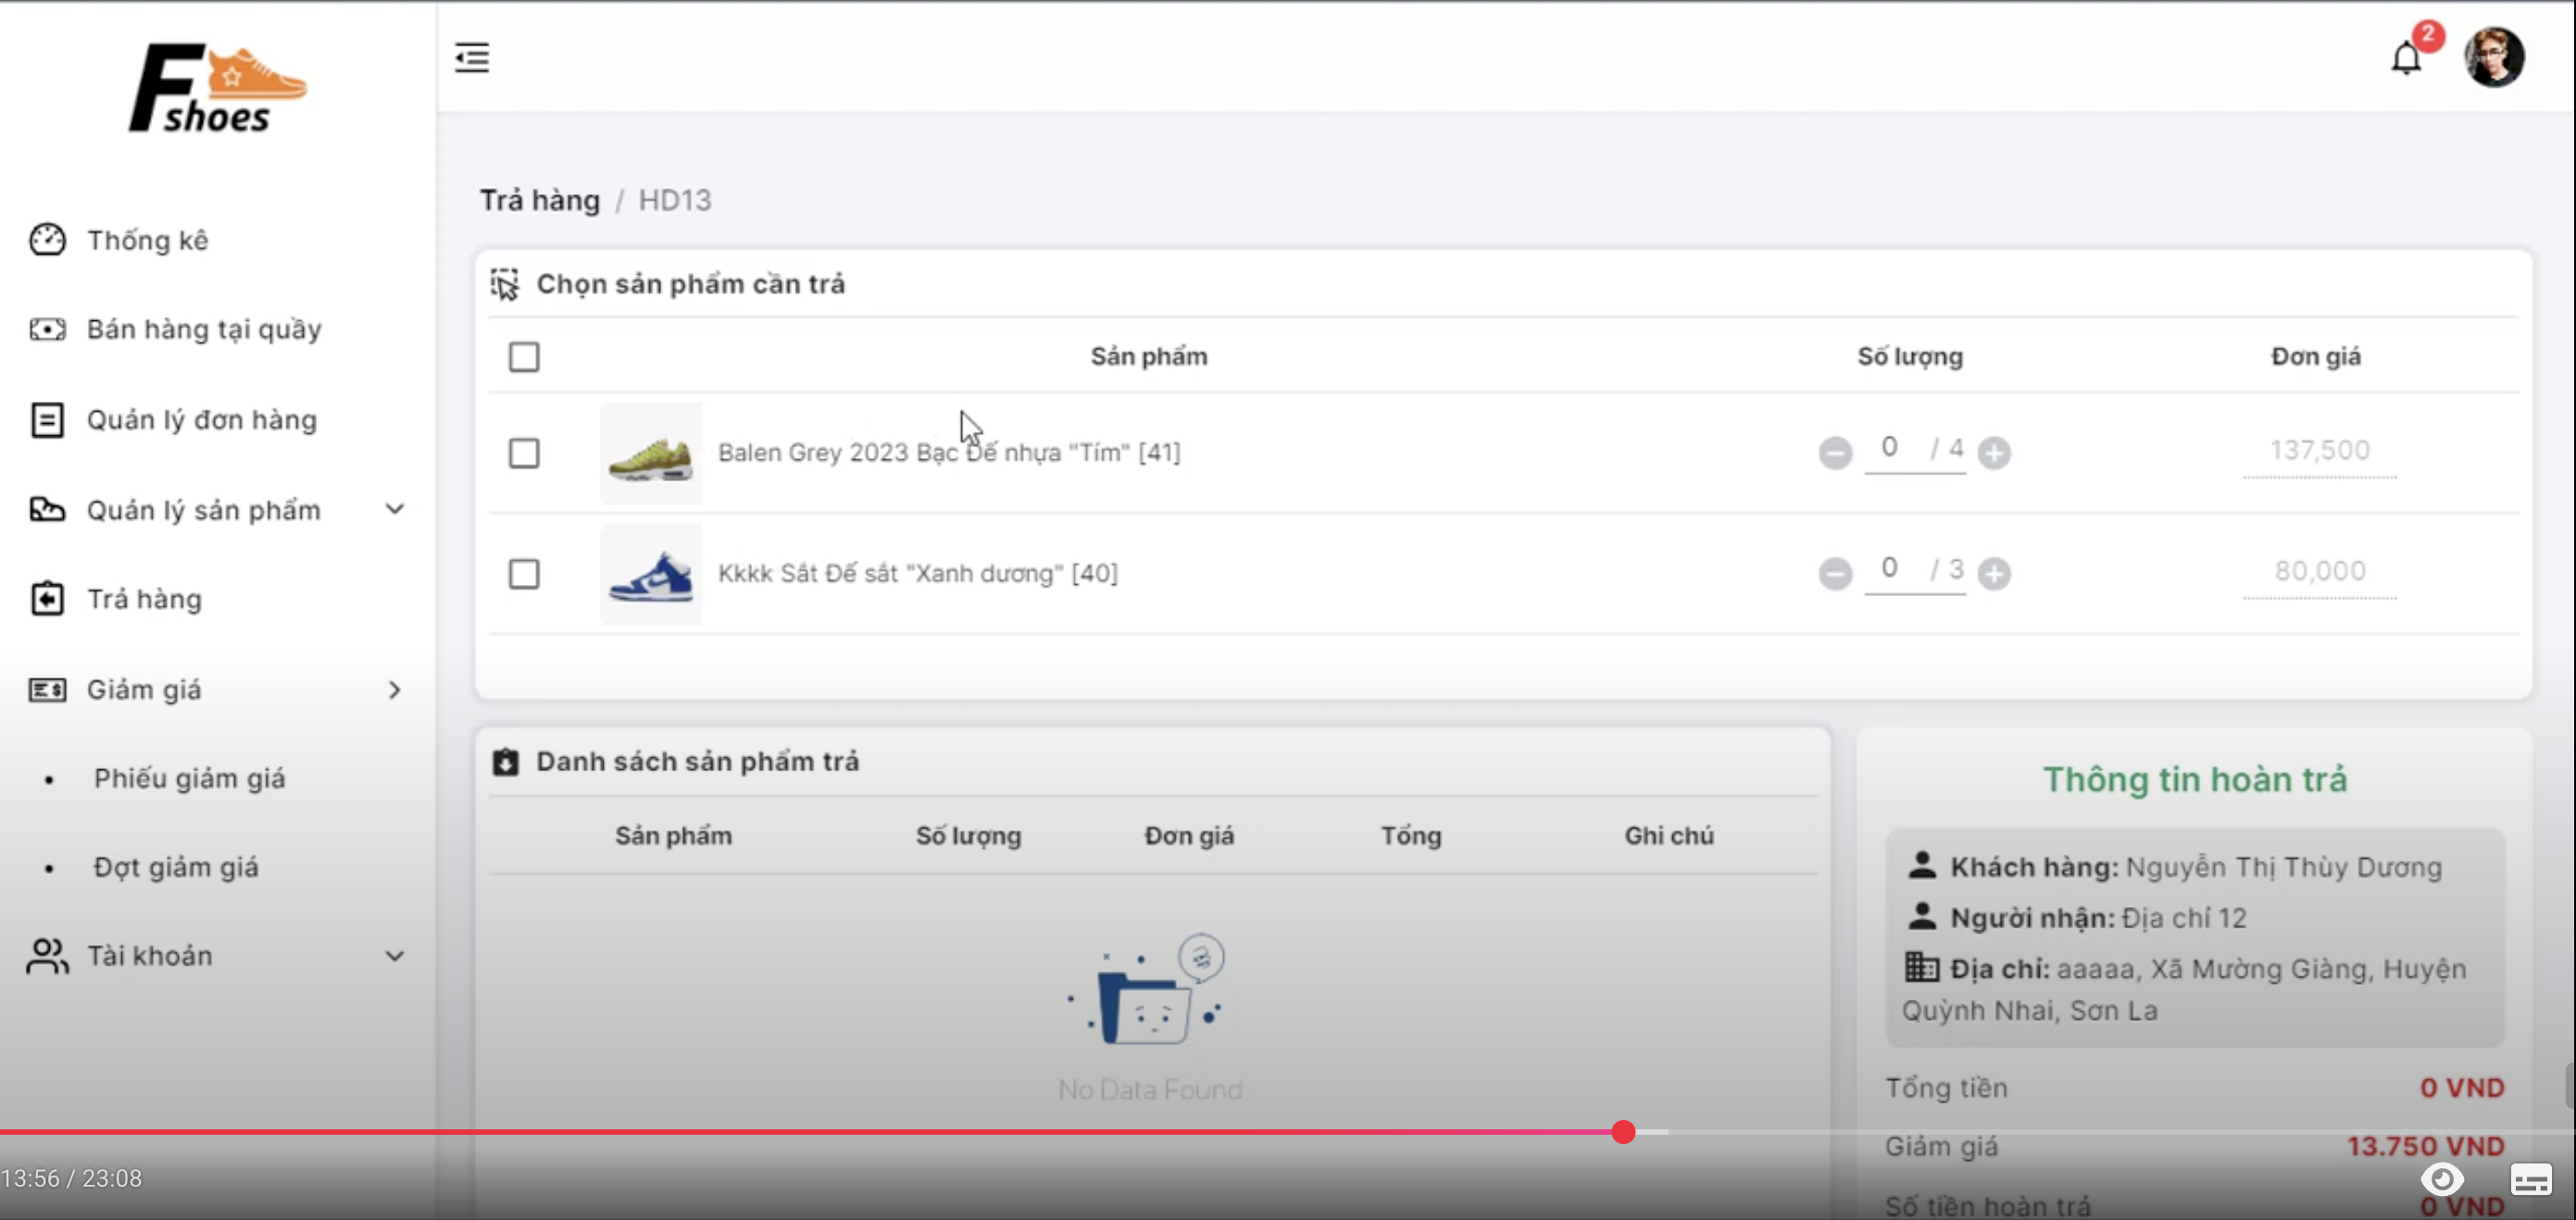 F
shoes
2
Thống kê
Bán hàng tại quầy
Quản lý đơn hàng
Quản lý sản phẩm
Trả hàng
Giảm giá
Phiếu giảm giá
Đợt giảm giá
Tài khoản
Trả hàng / HD13
Chọn sản phẩm cần trả
Sản phẩm Số lượng Đơn giá
Balen Grey 2023 Bạc Đế nhựa "Tím" [41] 0 / 4 137,500
Kkkk Sắt Đế sắt "Xanh dương" [40] 0 / 3 80,000
Danh sách sản phẩm trả
Sản phẩm Số lượng Đơn giá Tổng Ghi chú
No Data Found
Thông tin hoàn trả
Khách hàng: Nguyễn Thị Thùy Dương
Người nhận: Địa chỉ 12
Địa chỉ: aaaaa, Xã Mường Giàng, Huyện
Quỳnh Nhai, Sơn La
Tổng tiền 0 VND
Giảm giá 13.750 VND
Số tiền hoàn trả 0 VND
13:56 / 23:08